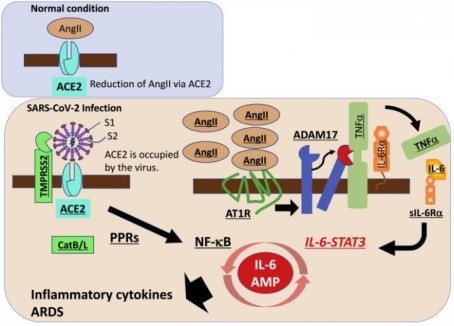 Normal condition
AngII
ACE2
Reduction of AngII via ACE2
SARS-CoV-2 Infection
S1
S2
TMPRSS2
ACE2 is occupied
by the virus.
ACE2
CatB/L
PPRs
AngII
AngII
AngII
AngII
AngII
AngII
AT1R
ADAM17
TNFα
IL-6Rα
TNFα
IL-6
sIL-6Rα
NF-κB
IL-6-STAT3
IL-6
AMP
Inflammatory cytokines
ARDS